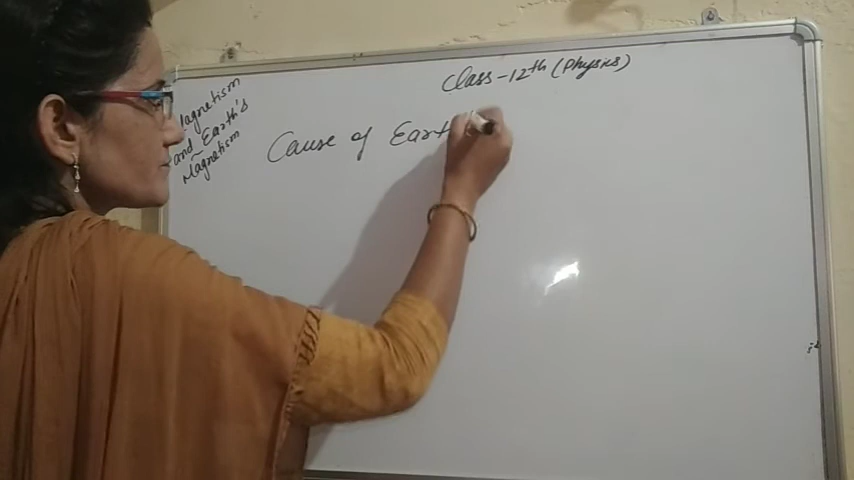 Class-12th (Physics)
Magnetism
and Earth's
Magnetism
Cause of Eart